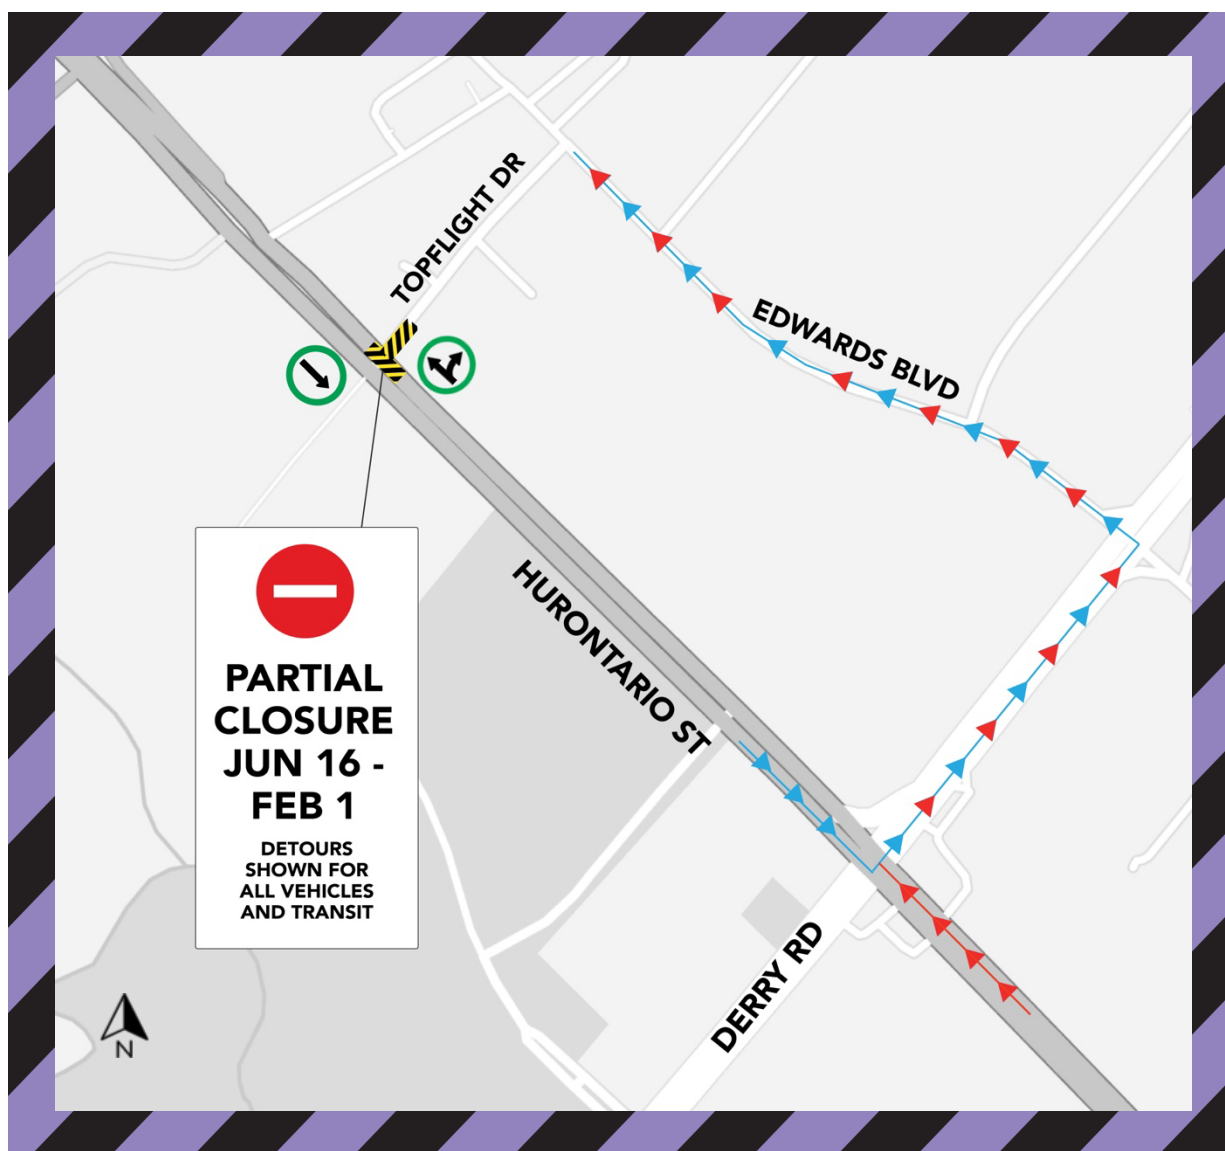 TOPFLIGHT DR
EDWARDS BLVD
HURONTARIO ST
PARTIAL
CLOSURE
JUN 16 -
FEB 1
DETOURS
SHOWN FOR
ALL VEHICLES
AND TRANSIT
DERRY RD
N